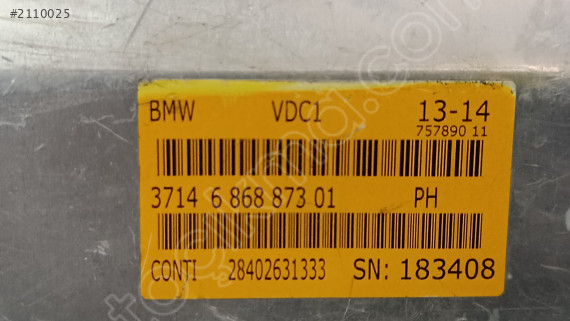 #2110025
BMW VDC1 13-14
757890 11
3714 6 868 873 01 PH
CONTI 28402631333 SN: 183408